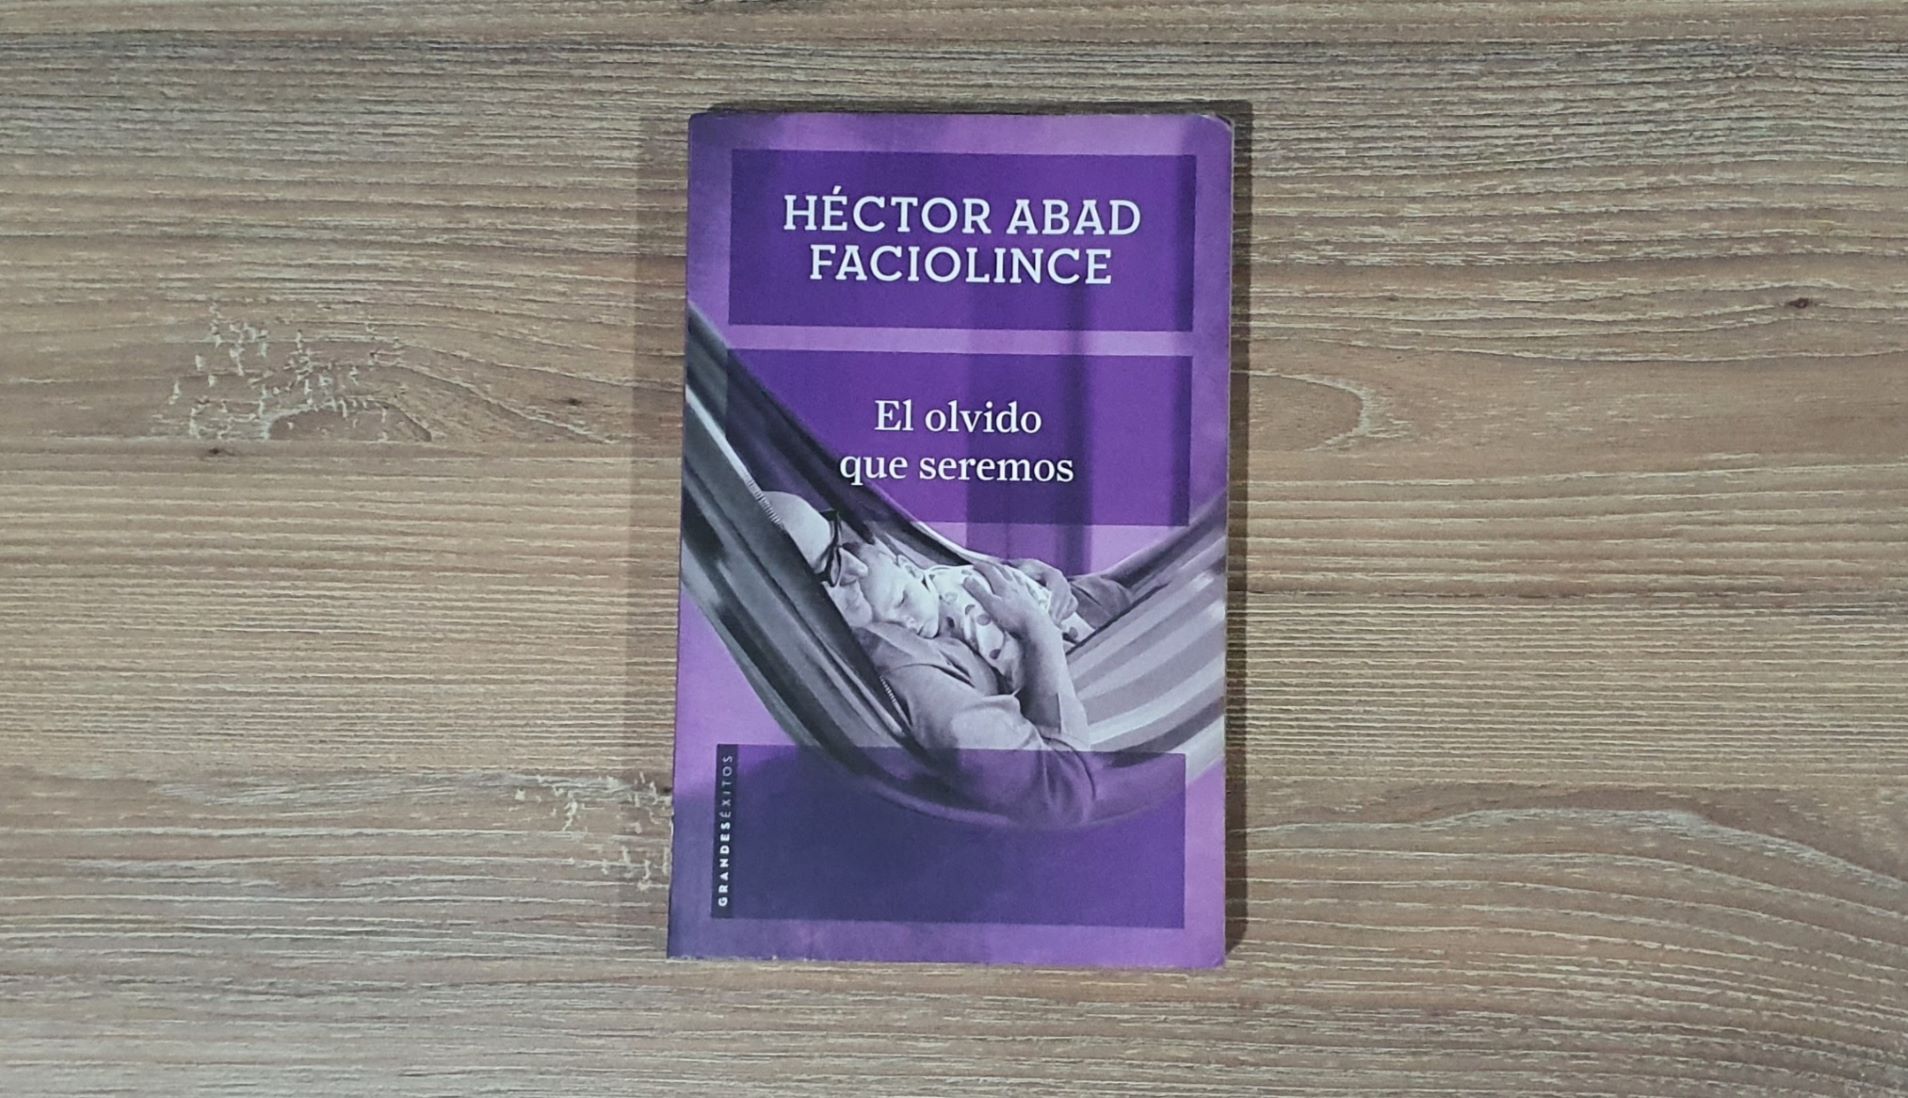 HÉCTOR ABAD
FACIOLINCE
El olvido
que seremos
GRANDESÉXITOS